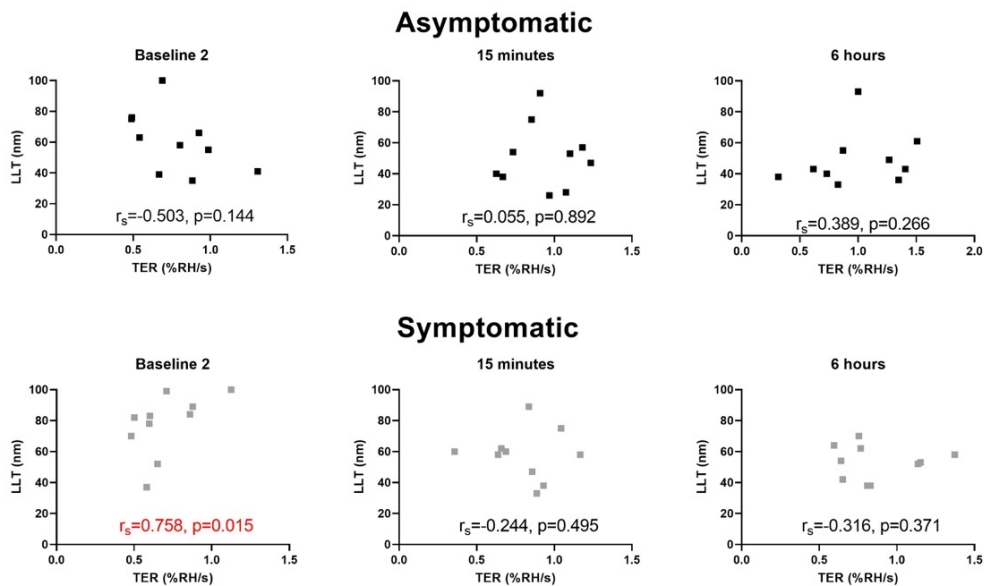 Asymptomatic
Baseline 2
100
80
60
40
20
0
LLT (nm)
0.0 0.5 1.0 1.5
TER (%RH/s)
rs=-0.503, p=0.144
15 minutes
100
80
60
40
20
0
LLT (nm)
0.0 0.5 1.0 1.5
TER (%RH/s)
rs=0.055, p=0.892
6 hours
100
80
60
40
20
0
LLT (nm)
0.0 0.5 1.0 1.5 2.0
TER (%RH/s)
rs=0.389, p=0.266
Symptomatic
Baseline 2
100
80
60
40
20
0
LLT (nm)
0.0 0.5 1.0 1.5
TER (%RH/s)
rs=0.758, p=0.015
15 minutes
100
80
60
40
20
0
LLT (nm)
0.0 0.5 1.0 1.5
TER (%RH/s)
rs=-0.244, p=0.495
6 hours
100
80
60
40
20
0
LLT (nm)
0.0 0.5 1.0 1.5
TER (%RH/s)
rs=-0.316, p=0.371